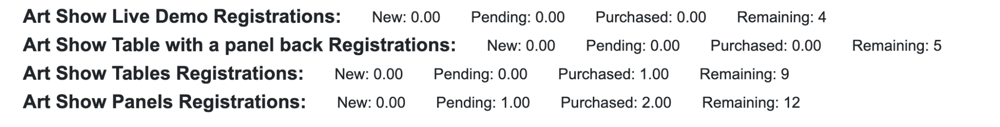 Art Show Live Demo Registrations: New: 0.00 Pending: 0.00 Purchased: 0.00 Remaining: 4
Art Show Table with a panel back Registrations: New: 0.00 Pending: 0.00 Purchased: 0.00 Remaining: 5
Art Show Tables Registrations: New: 0.00 Pending: 0.00 Purchased: 1.00 Remaining: 9
Art Show Panels Registrations: New: 0.00 Pending: 1.00 Purchased: 2.00 Remaining: 12